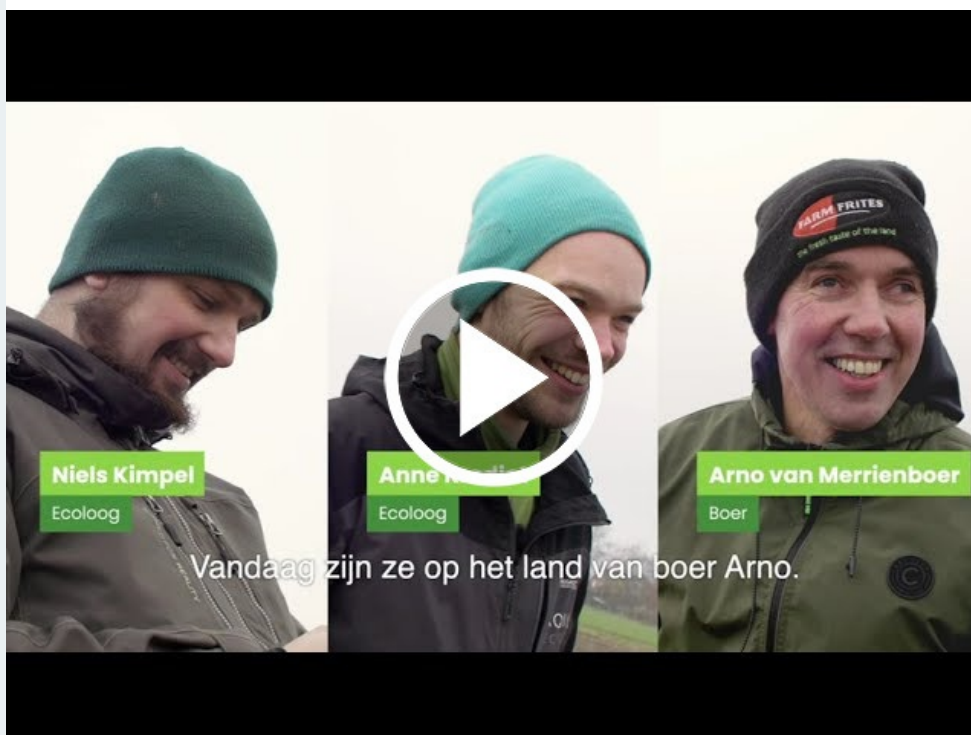 FARM FRITES
the fresh taste of the land
Niels Kimpel
Ecoloog
Anne
Ecoloog
Arno van Merrienboer
Boer
Vandaag zijn ze op het land van boer Arno.